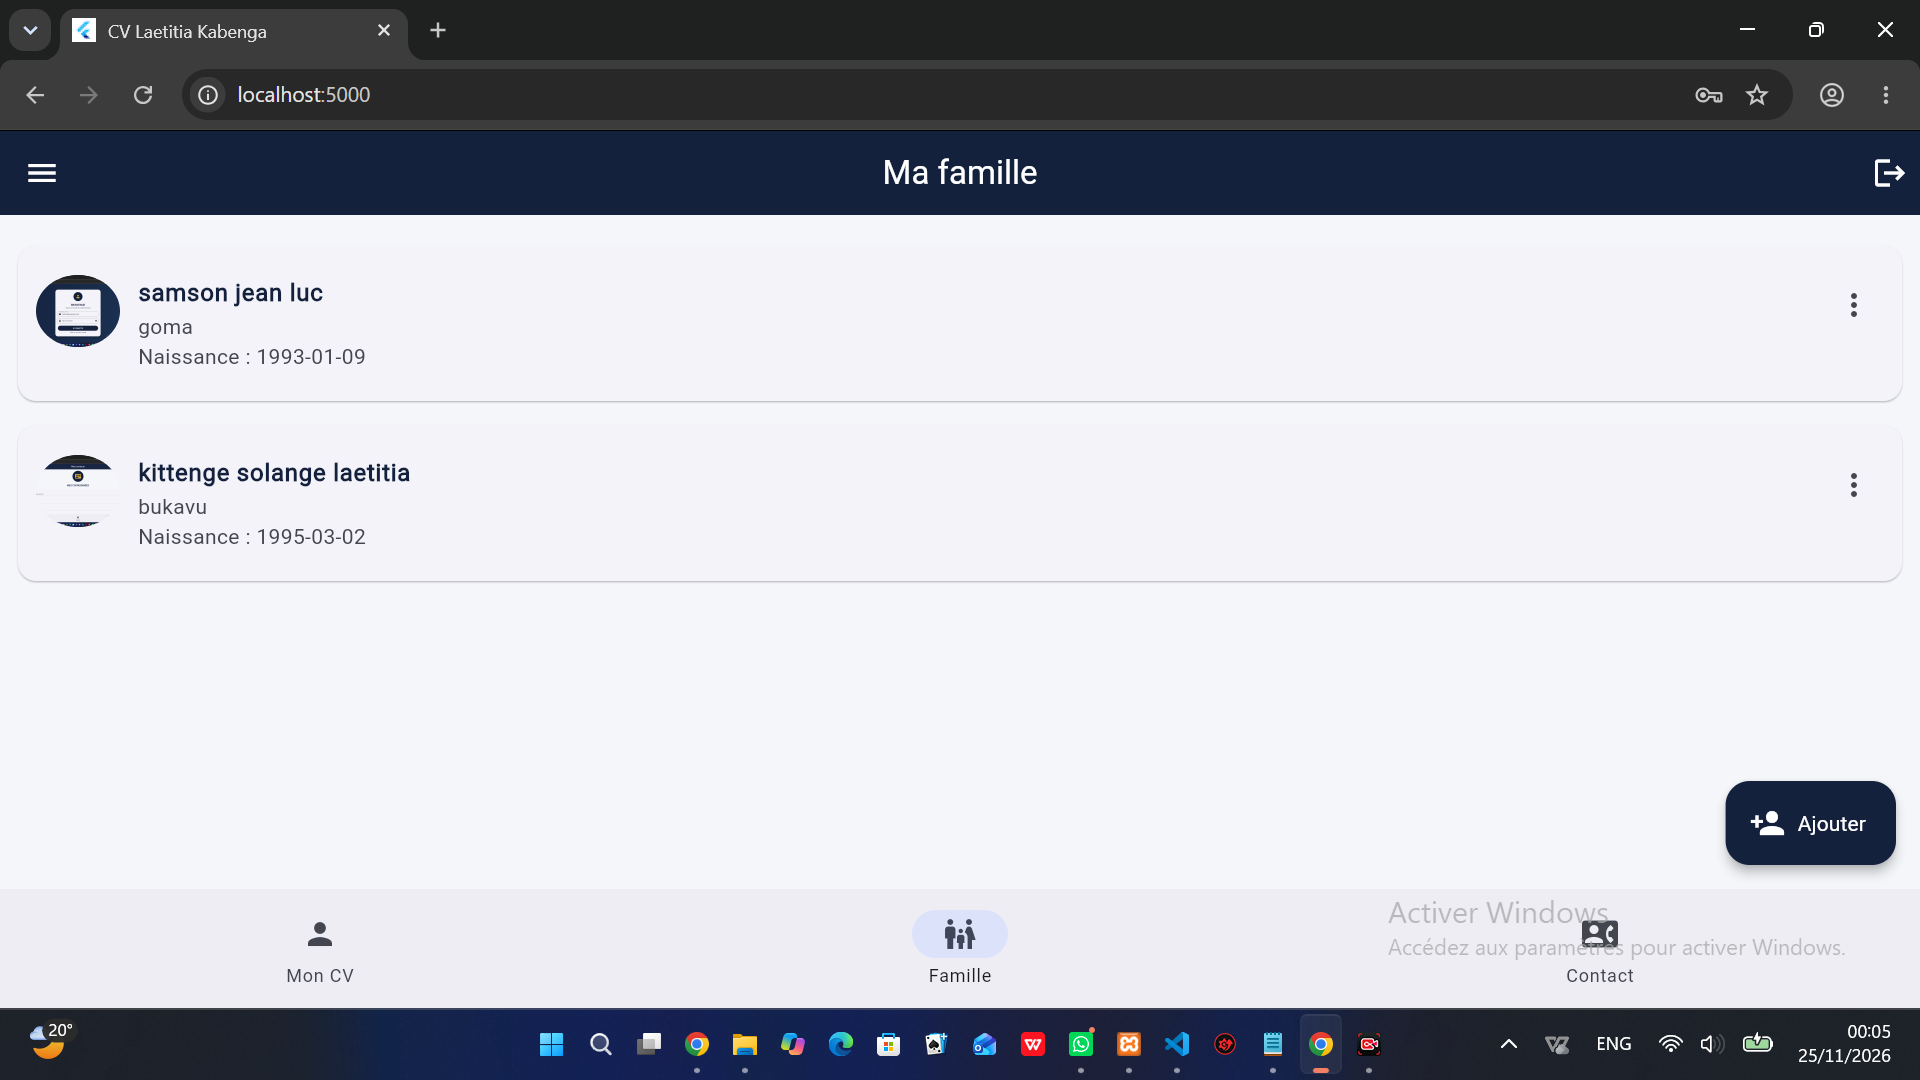 CV Laetitia Kabenga
localhost:5000
Ma famille
samson jean luc
goma
Naissance : 1993-01-09
kittenge solange laetitia
bukavu
Naissance : 1995-03-02
Ajouter
Activer Windows
Accédez aux paramètres pour activer Windows.
Mon CV
Famille
Contact
20°
ENG
00:05
25/11/2026